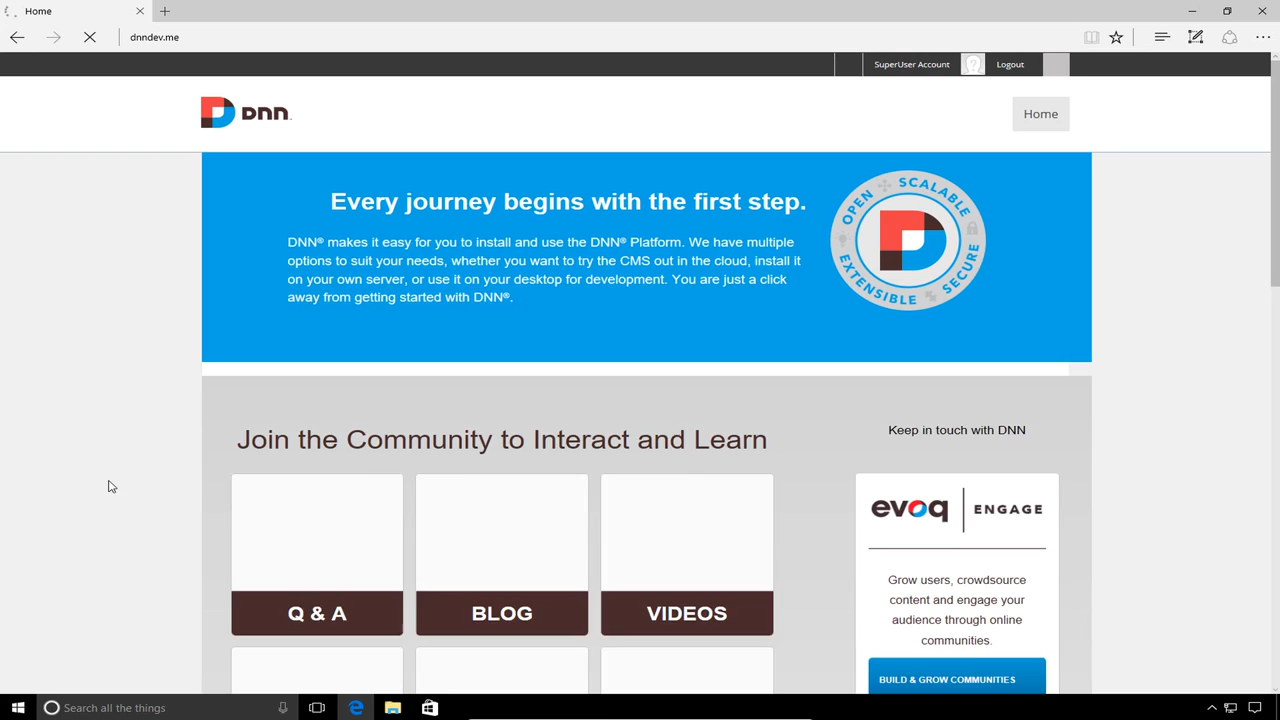 Home
dnndev.me
SuperUser Account
Logout
DNN
Home
Every journey begins with the first step.
DNN® makes it easy for you to install and use the DNN® Platform. We have multiple
options to suit your needs, whether you want to try the CMS out in the cloud, install it
on your own server, or use it on your desktop for development. You are just a click
away from getting started with DNN®.
OPEN
SCALABLE
EXTENSIBLE
SECURE
Join the Community to Interact and Learn
Keep in touch with DNN
Q & A
BLOG
VIDEOS
evoq
ENGAGE
Grow users, crowdsource
content and engage your
audience through online
communities.
BUILD & GROW COMMUNITIES
Search all the things